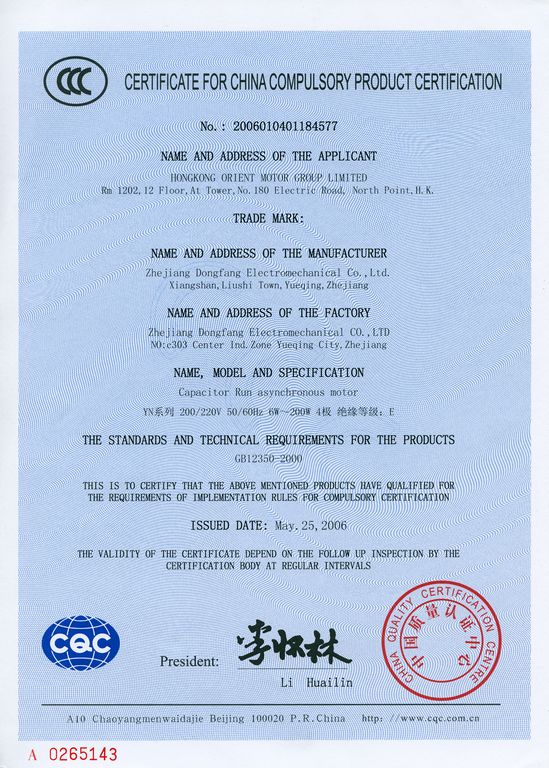 CCC
CERTIFICATE FOR CHINA COMPULSORY PRODUCT CERTIFICATION
No.: 2006010401184577
NAME AND ADDRESS OF THE APPLICANT
HONGKONG ORIENT MOTOR GROUP LIMITED
Rm 1202,12 Floor,At Tower,No.180 Electric Road, North Point,H.K.
TRADE MARK:
NAME AND ADDRESS OF THE MANUFACTURER
Zhejiang Dongfang Electromechanical Co.,Ltd.
Xiangshan,Liushi Town,Yueqing,Zhejiang
NAME AND ADDRESS OF THE FACTORY
Zhejiang Dongfang Electromechanical CO.,LTD
NO:c303 Center Ind.Zone Yueqing City,Zhejiang
NAME, MODEL AND SPECIFICATION
Capacitor Run asynchronous motor
YN系列 200/220V 50/60Hz 6W～200W 4极 绝缘等级: E
THE STANDARDS AND TECHNICAL REQUIREMENTS FOR THE PRODUCTS
GB12350-2000
THIS IS TO CERTIFY THAT THE ABOVE MENTIONED PRODUCTS HAVE QUALIFIED FOR
THE REQUIREMENTS OF IMPLEMENTATION RULES FOR COMPULSORY CERTIFICATION
ISSUED DATE: May.25,2006
THE VALIDITY OF THE CERTIFICATE DEPEND ON THE FOLLOW UP INSPECTION BY THE
CERTIFICATION BODY AT REGULAR INTERVALS
CQC
President:
李怀林
Li Huailin
CHINA QUALITY CERTIFICATION CENTRE
中国质量认证中心
A10 Chaoyangmenwaidajie Beijing 100020 P.R.China http://www.cqc.com.cn
A 0265143